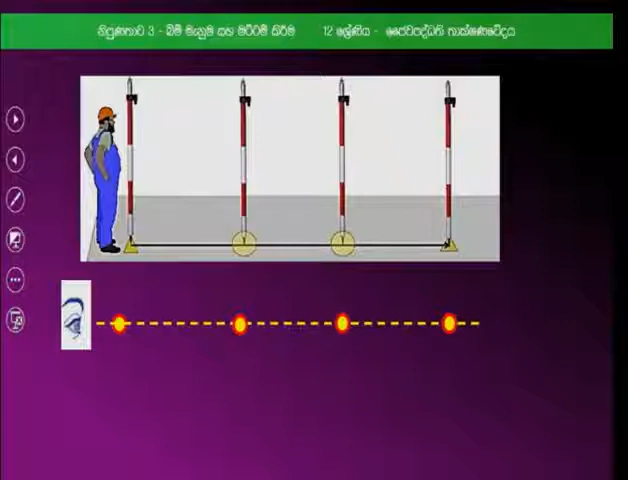 නිපුණතාව 3 - බිම් මැනුම සහ මට්ටම් කිරීම 12 ශ්‍රේණිය - ජෛවපද්ධති තාක්ෂණවේදය